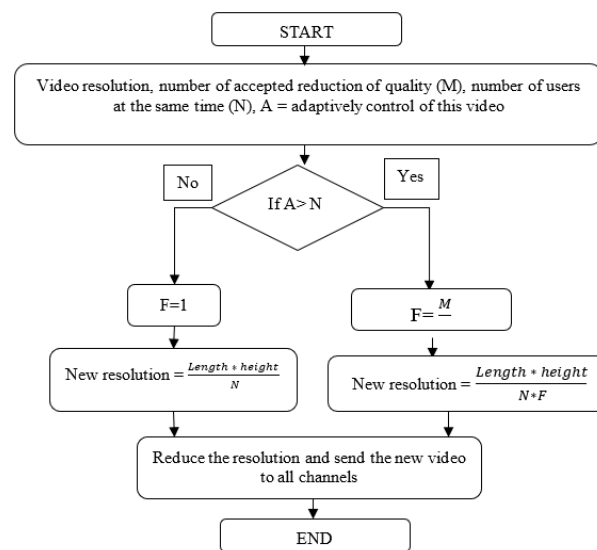 START
Video resolution, number of accepted reduction of quality (M), number of users
at the same time (N), A = adaptively control of this video
No
Yes
If A> N
F=1
F= M/
New resolution = Length * height / N
New resolution = Length * height / N*F
Reduce the resolution and send the new video
to all channels
END